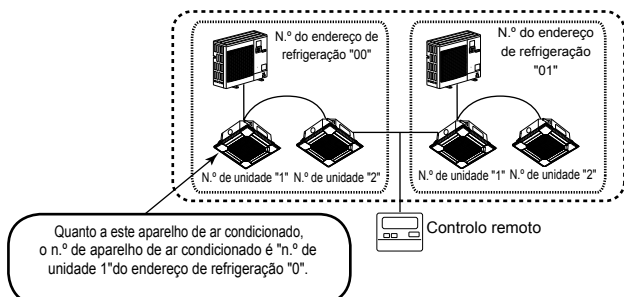 N.º do endereço de
refrigeração "00"
N.º do endereço
de refrigeração
"01"
N.º de unidade "1" N.º de unidade "2"
N.º de unidade "1" N.º de unidade "2"
Controlo remoto
Quanto a este aparelho de ar condicionado,
o n.º de aparelho de ar condicionado é "n.º de
unidade 1"do endereço de refrigeração "0".